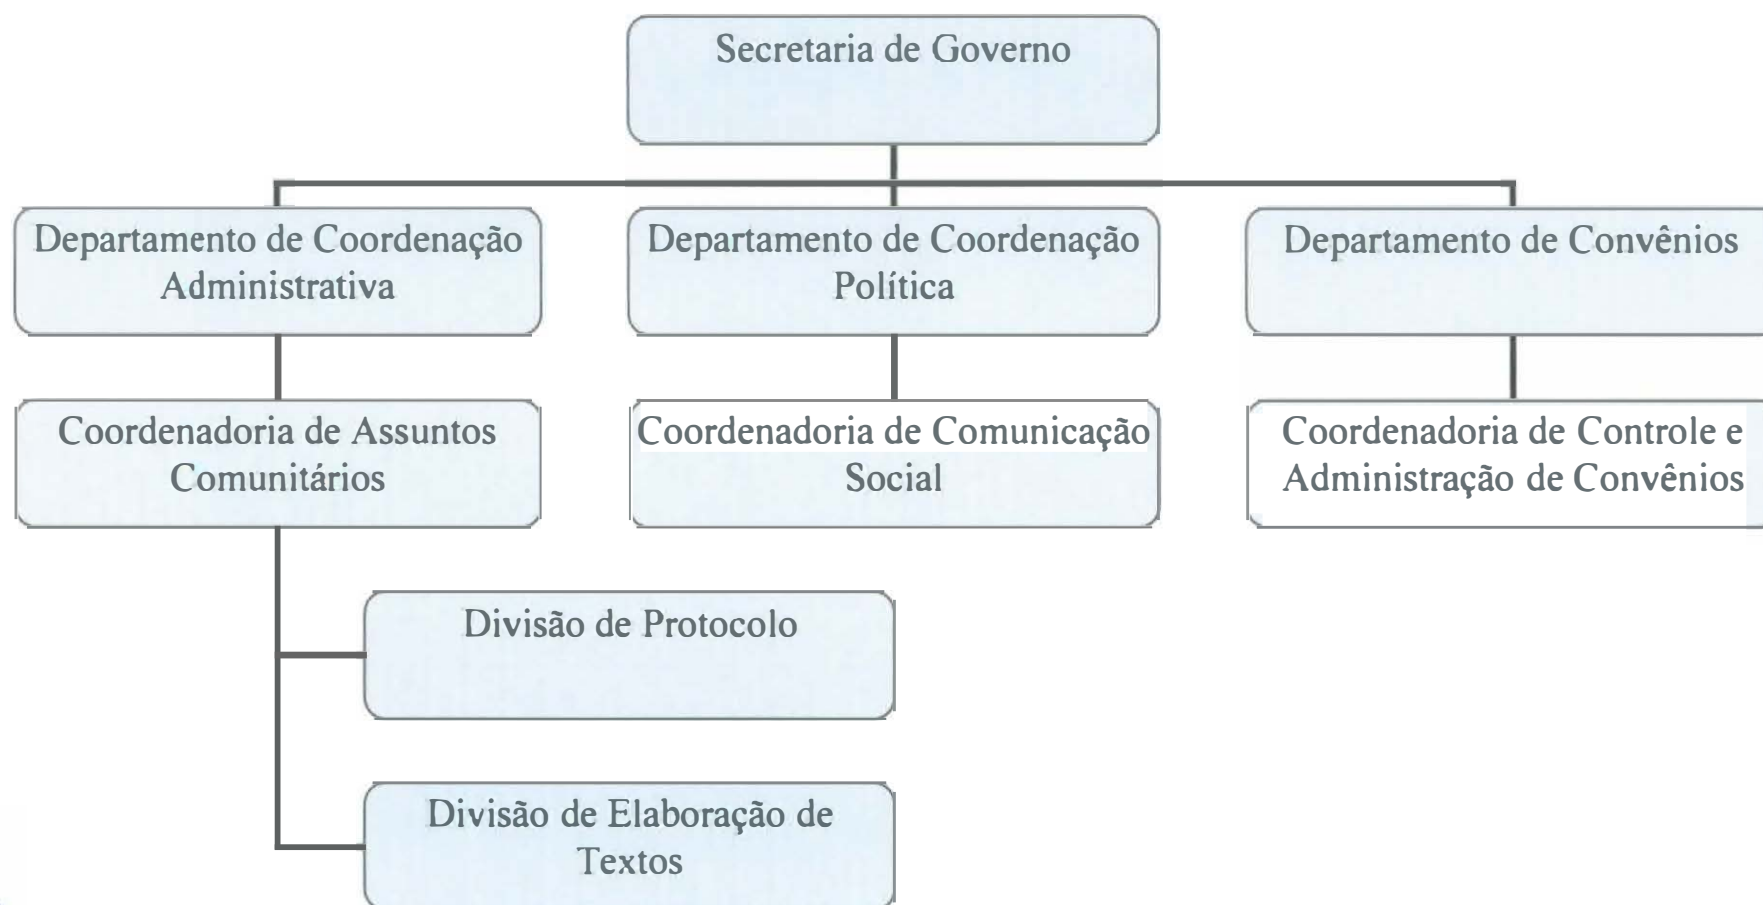 Secretaria de Governo
Departamento de Coordenação
Administrativa
Departamento de Coordenação
Política
Departamento de Convênios
Coordenadoria de Assuntos
Comunitários
Coordenadoria de Comunicação
Social
Coordenadoria de Controle e
Administração de Convênios
Divisão de Protocolo
Divisão de Elaboração de
Textos